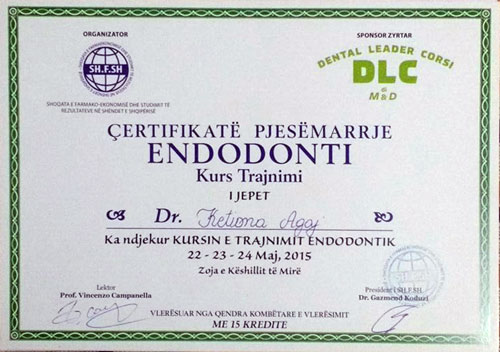 ORGANIZATOR
SH.F.SH
SHOQATA E FARMAKO-EKONOMISË DHE STUDIMIT TË
REZULTATEVE NË SHENDET E SHQIPËRISË
SPONSOR ZYRTAR
DENTAL LEADER CORSI
DLC
di
M&D
ÇERTIFIKATË PJESËMARRJE
ENDODONTI
Kurs Trajnimi
I JEPET
Dr. Ketiona Agaj
Ka ndjekur KURSIN E TRAJNIMIT ENDODONTIK
22 - 23 - 24 Maj, 2015
Zoja e Këshillit të Mirë
Lektor
Prof. Vincenzo Campanella
President i SH.F.SH
Dr. Gazmend Koduzi
VLERËSUAR NGA QENDRA KOMBËTARE E VLERËSIMIT
ME 15 KREDITE